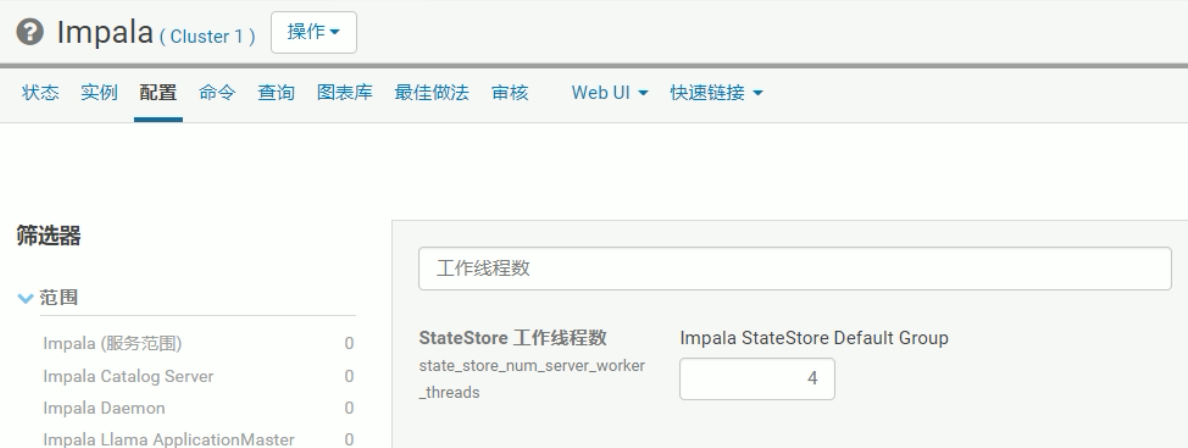 ? Impala ( Cluster 1 ) 操作
状态 实例 配置 命令 查询 图表库 最佳做法 审核 Web UI 快速链接
筛选器
工作线程数
范围
StateStore 工作线程数 Impala StateStore Default Group
Impala (服务范围) 0
state_store_num_server_worker
_threads
4
Impala Catalog Server 0
Impala Daemon 0
Impala Llama ApplicationMaster 0